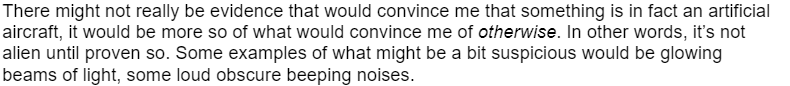 There might not really be evidence that would convince me that something is in fact an artificial
aircraft, it would be more so of what would convince me of otherwise. In other words, it's not
alien until proven so. Some examples of what might be a bit suspicious would be glowing
beams of light, some loud obscure beeping noises.